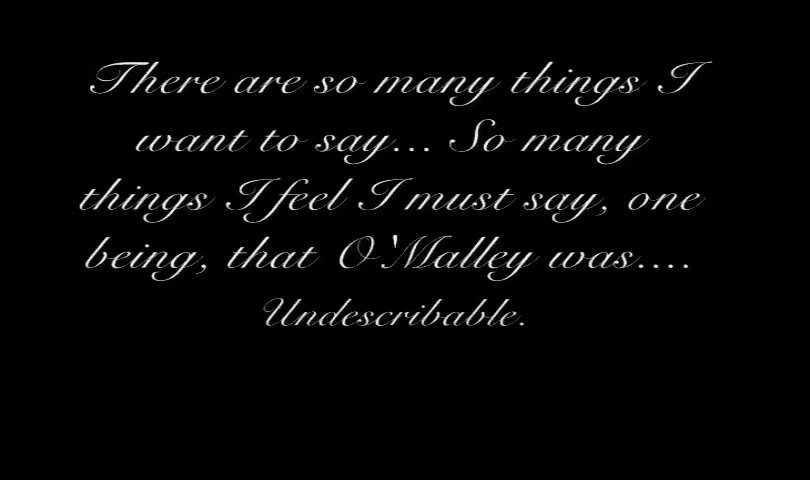 There are so many things I
want to say... So many
things I feel I must say, one
being, that O'Malley was....
Undescribable.